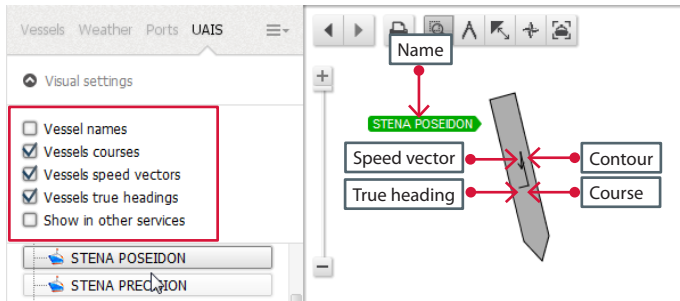 Vessels Weather Ports UAIS
Visual settings
Vessel names
Vessels courses
Vessels speed vectors
Vessels true headings
Show in other services
STENA POSEIDON
STENA PRECISION
Name
STENA POSEIDON
Speed vector
Contour
True heading
Course